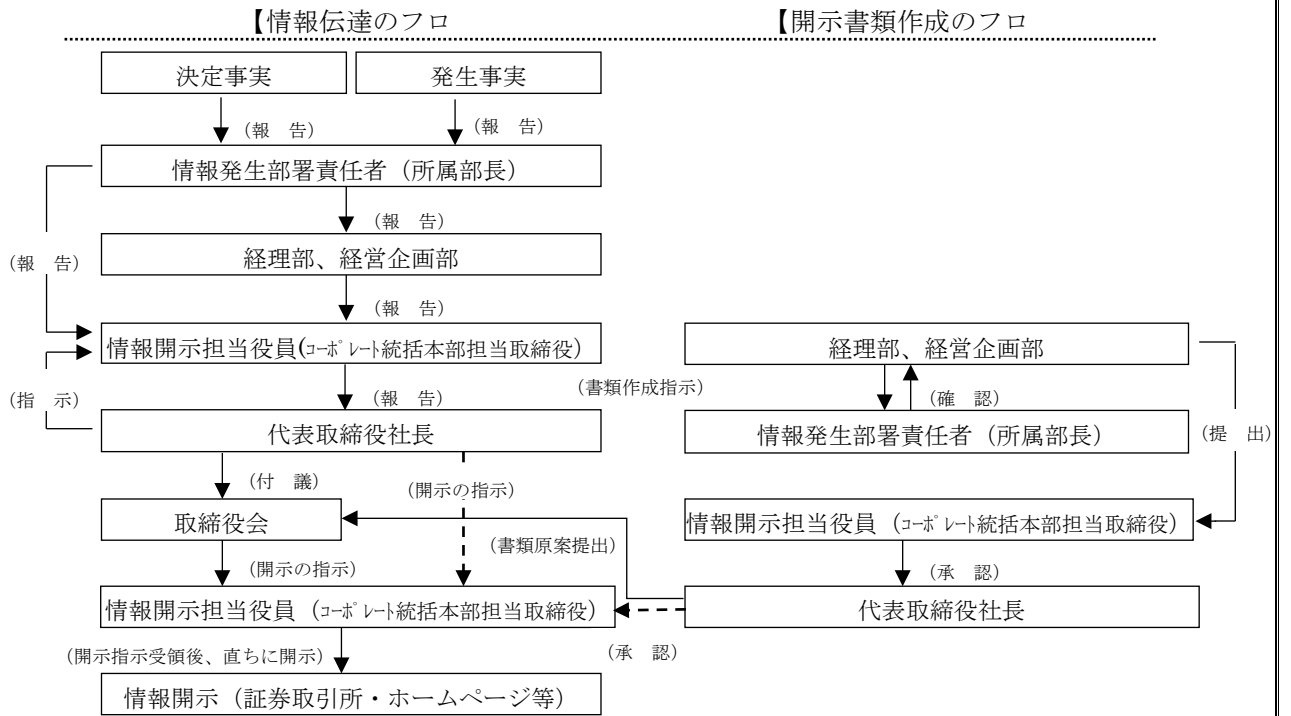 【情報伝達のフロ
【開示書類作成のフロ
決定事実
発生事実
(報 告)
(報 告)
情報発生部署責任者(所属部長)
(報 告)
経理部、経営企画部
(報 告)
(報 告)
情報開示担当役員(ｺｰﾎﾟﾚｰﾄ統括本部担当取締役)
(指 示)
(報 告)
代表取締役社長
(付 議)
(開示の指示)
取締役会
(書類原案提出)
(開示の指示)
情報開示担当役員(ｺｰﾎﾟﾚｰﾄ統括本部担当取締役)
(開示指示受領後、直ちに開示)
(承 認)
情報開示(証券取引所・ホームページ等)
経理部、経営企画部
(書類作成指示)
(確 認)
情報発生部署責任者(所属部長)
(提 出)
情報開示担当役員(ｺｰﾎﾟﾚｰﾄ統括本部担当取締役)
(承 認)
代表取締役社長